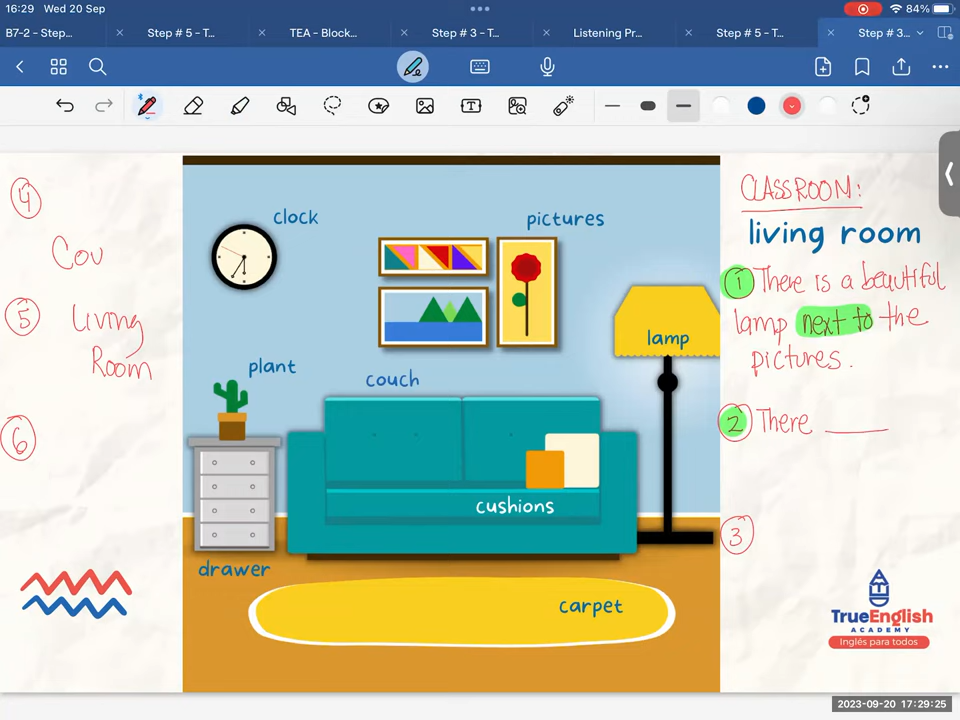 16:29 Wed 20 Sep
84%
B7-2 - Step...
Step # 5 - T...
TEA - Block...
Step # 3 - T...
Listening Pr...
Step # 5 - T...
Step # 3...
4
Cou
5 Living
Room
6
clock
pictures
lamp
plant
couch
cushions
drawer
carpet
CLASSROOM:
living room
1 There is a beautiful
lamp next to the
pictures.
2 There ____
3
TrueEnglish
ACADEMY
Inglés para todos
2023-09-20 17:29:25